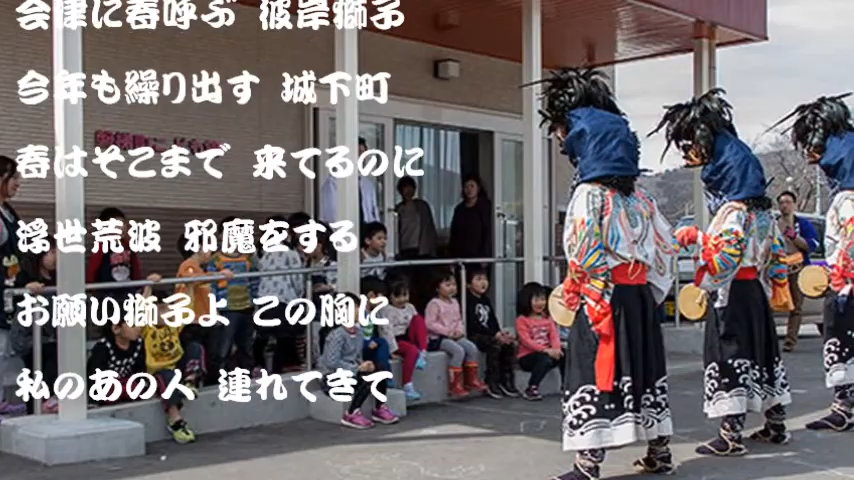 会津に春呼ぶ 彼岸獅子
今年も繰り出す 城下町
春はそこまで 来てるのに
浮世荒波 邪魔をする
お願い獅子よ この胸に
私のあの人 連れてきて